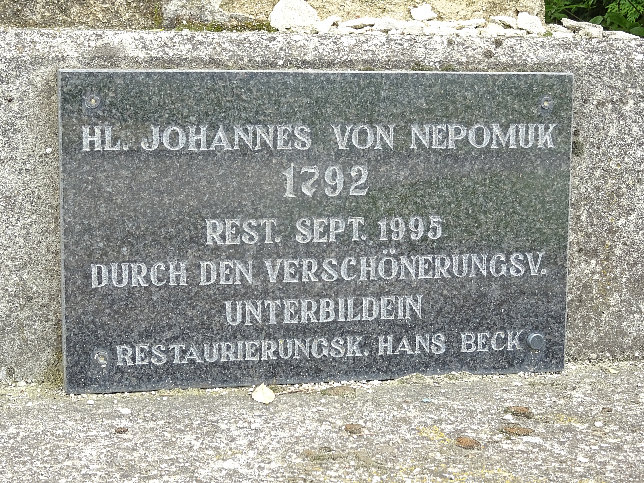 HL. JOHANNES VON NEPOMUK
1792
REST. SEPT. 1995
DURCH DEN VERSCHÖNERUNGSV.
UNTERBILDEIN
RESTAURIERUNGSK. HANS BECK